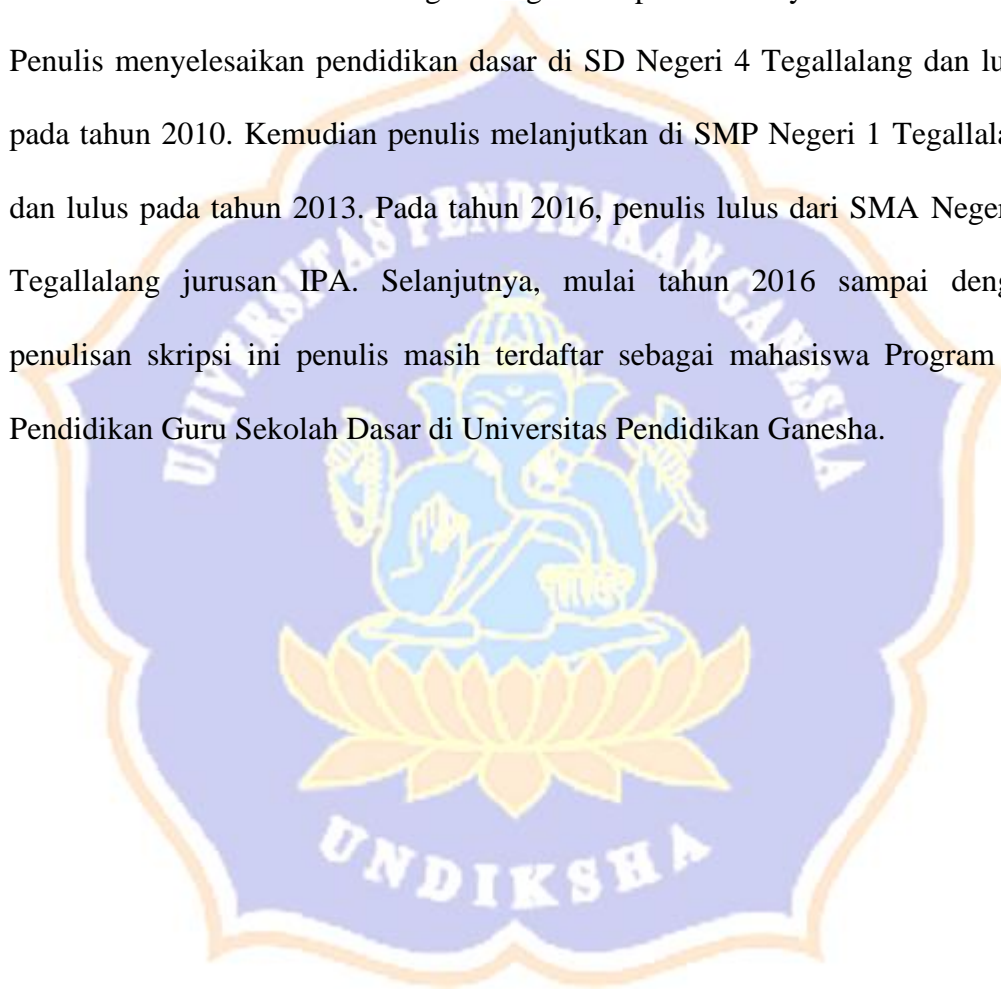 Penulis menyelesaikan pendidikan dasar di SD Negeri 4 Tegallalang dan
pada tahun 2010. Kemudian penulis melanjutkan di SMP Negeri 1
dan lulus pada tahun 2013. Pada tahun 2016, penulis lulus dari SMA
Tegallalang jurusan IPA. Selanjutnya, mulai tahun 2016 sampai
penulisan skripsi ini penulis masih terdaftar sebagai mahasiswa Program
Pendidikan Guru Sekolah Dasar di Universitas Pendidikan Ganesha.
UNIVERSITAS PENDIDIKAN GANESHA
UNDIKSHA